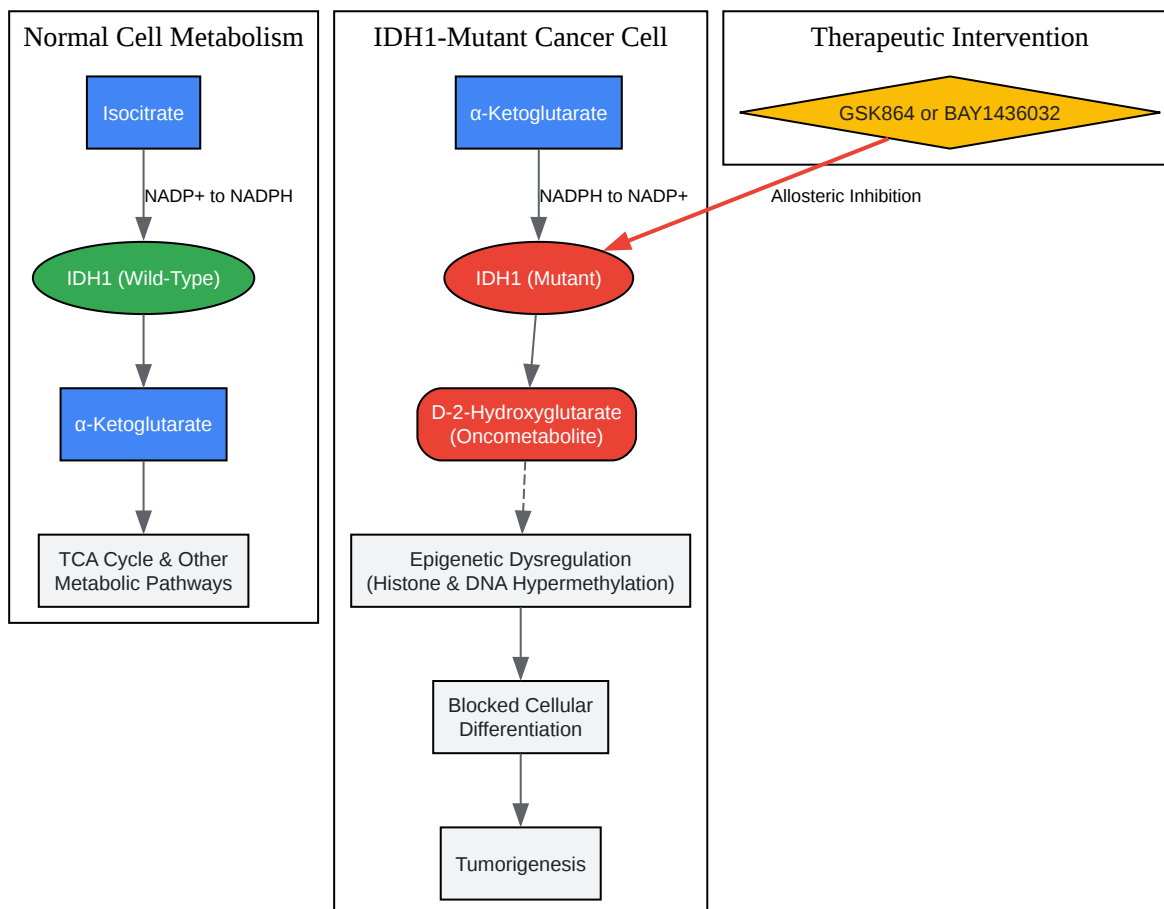 Normal Cell Metabolism
Isocitrate
NADP+ to NADPH
IDH1 (Wild-Type)
α-Ketoglutarate
TCA Cycle & Other
Metabolic Pathways
IDH1-Mutant Cancer Cell
α-Ketoglutarate
NADPH to NADP+
IDH1 (Mutant)
D-2-Hydroxyglutarate
(Oncometabolite)
Epigenetic Dysregulation
(Histone & DNA Hypermethylation)
Blocked Cellular
Differentiation
Tumorigenesis
Therapeutic Intervention
GSK864 or BAY1436032
Allosteric Inhibition